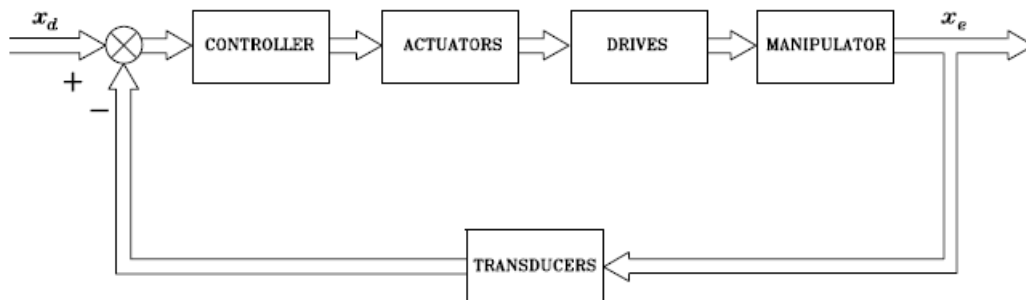 x_d
x_e
CONTROLLER
ACTUATORS
DRIVES
MANIPULATOR
+
−
TRANSDUCERS